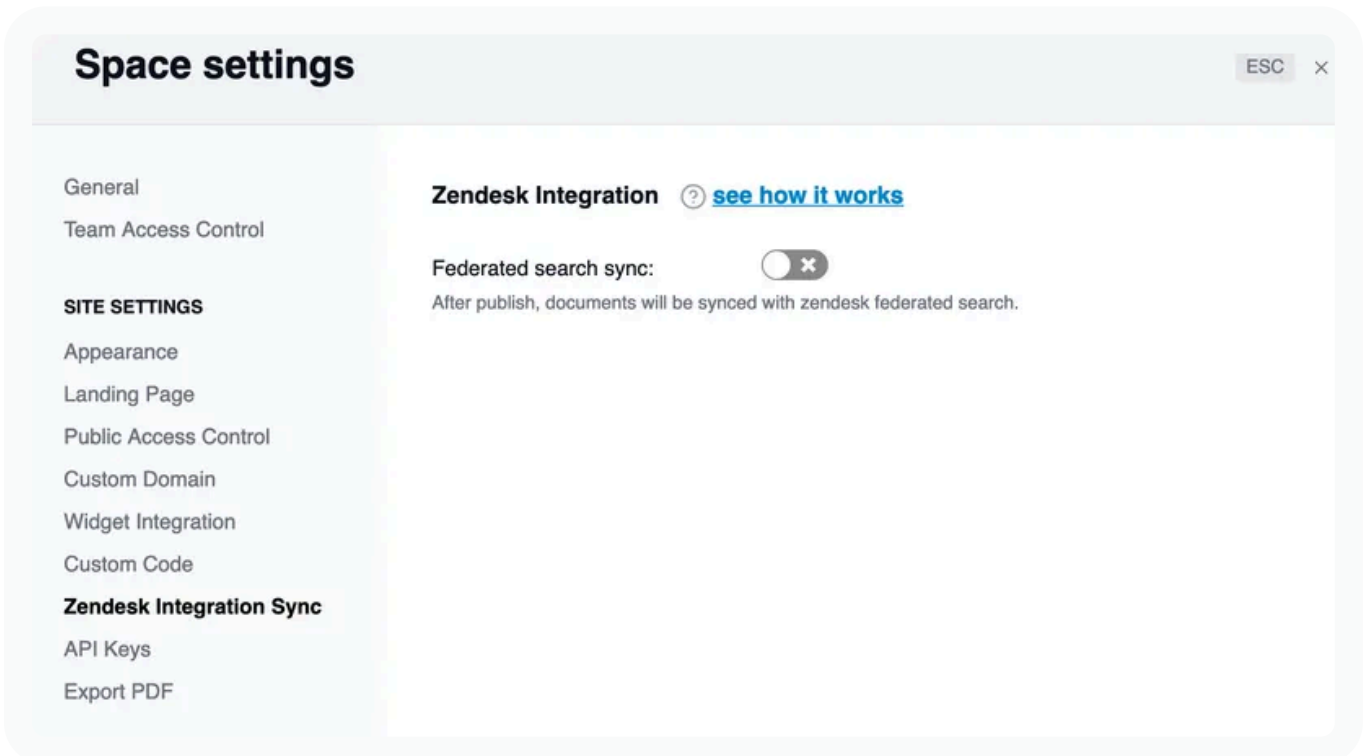 Space settings
ESC ×
General
Team Access Control
SITE SETTINGS
Appearance
Landing Page
Public Access Control
Custom Domain
Widget Integration
Custom Code
Zendesk Integration Sync
API Keys
Export PDF
Zendesk Integration ? see how it works
Federated search sync:
After publish, documents will be synced with zendesk federated search.